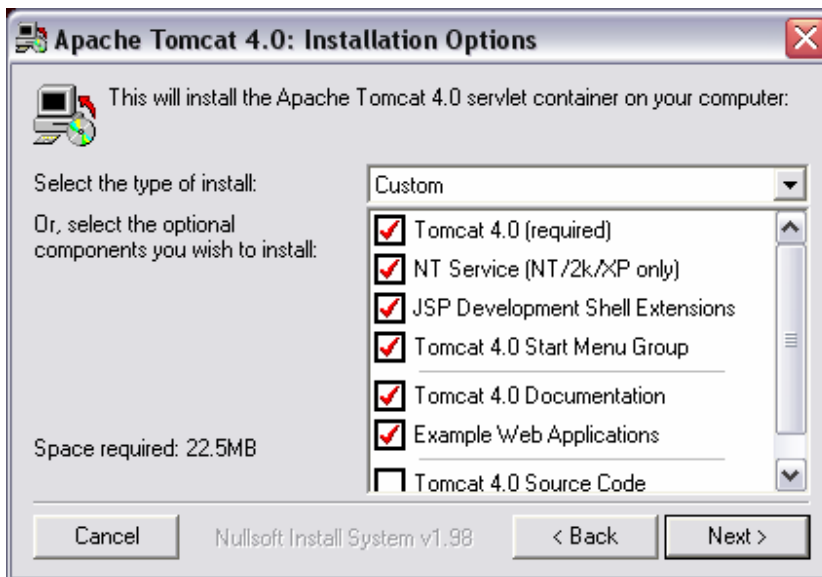 Apache Tomcat 4.0: Installation Options
This will install the Apache Tomcat 4.0 servlet container on your computer:
Select the type of install:
Custom
Or, select the optional
components you wish to install:
Tomcat 4.0 (required)
NT Service (NT/2k/XP only)
JSP Development Shell Extensions
Tomcat 4.0 Start Menu Group
Tomcat 4.0 Documentation
Example Web Applications
Tomcat 4.0 Source Code
Space required: 22.5MB
Cancel
Nullsoft Install System v1.98
< Back
Next >